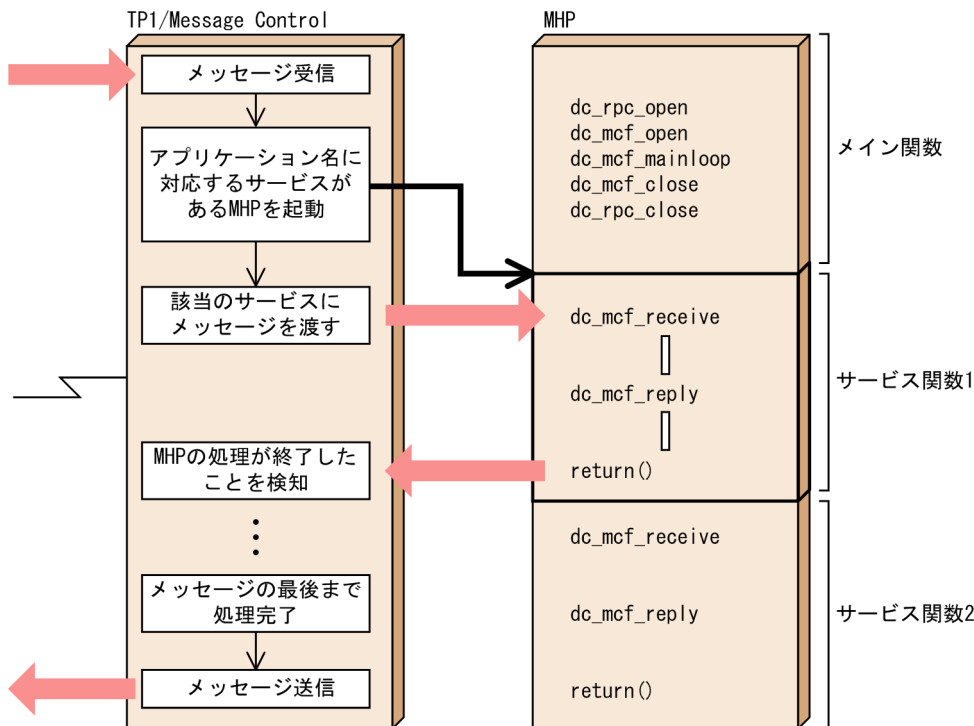 TP1/Message Control
メッセージ受信
アプリケーション名に
対応するサービスが
あるMHPを起動
該当のサービスに
メッセージを渡す
MHPの処理が終了した
ことを検知
メッセージの最後まで
処理完了
メッセージ送信
MHP
dc_rpc_open
dc_mcf_open
dc_mcf_mainloop
dc_mcf_close
dc_rpc_close
メイン関数
dc_mcf_receive
dc_mcf_reply
return()
サービス関数1
dc_mcf_receive
dc_mcf_reply
return()
サービス関数2